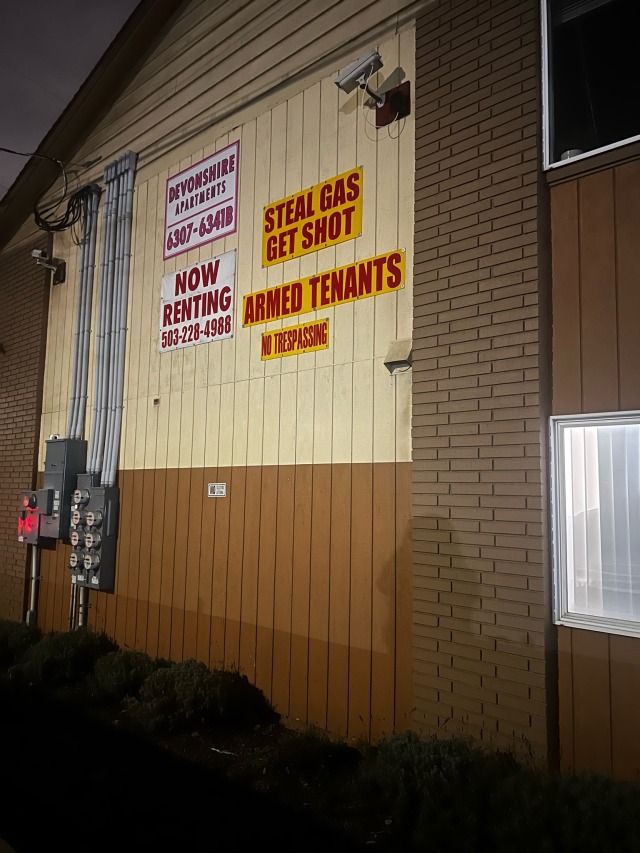 DEVONSHIRE
APARTMENTS
6307-6341B
NOW
RENTING
503-228-4988
STEAL GAS
GET SHOT
ARMED TENANTS
NO TRESPASSING